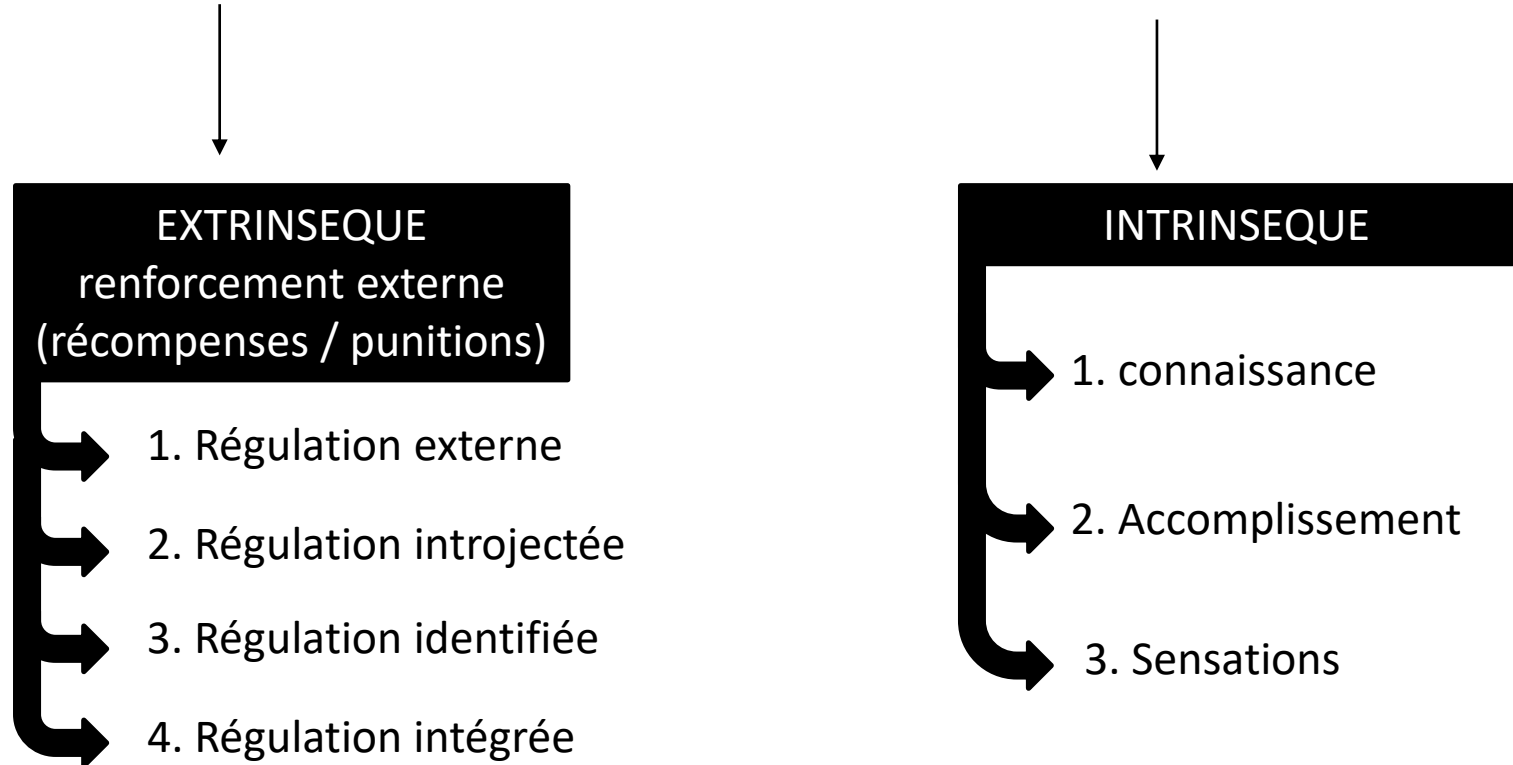 EXTRINSEQUE
renforcement externe
(récompenses / punitions)
1. Régulation externe
2. Régulation introjectée
3. Régulation identifiée
4. Régulation intégrée
INTRINSEQUE
1. connaissance
2. Accomplissement
3. Sensations